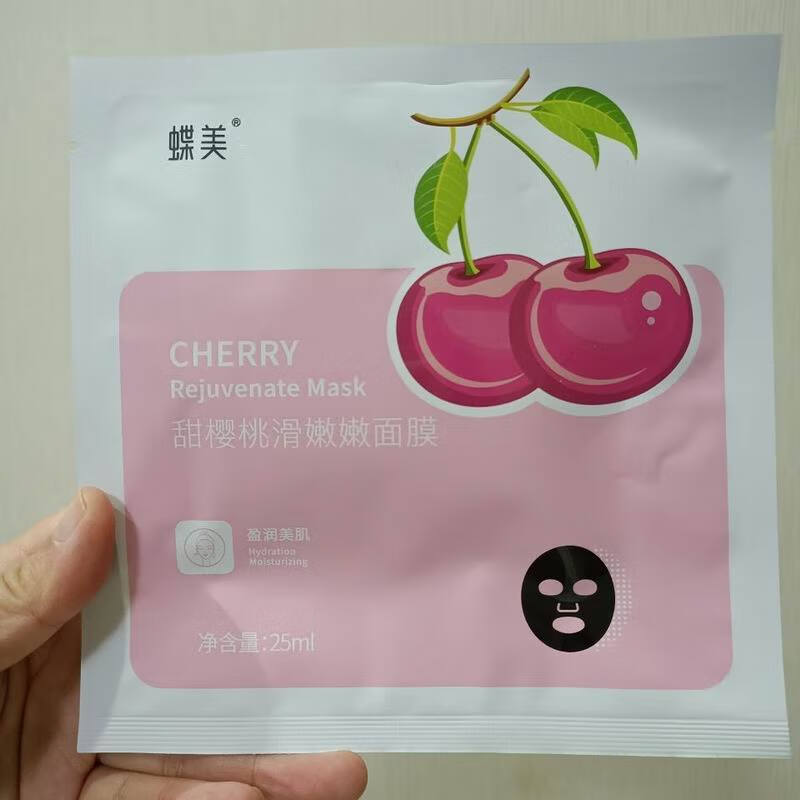 蝶美®
CHERRY
Rejuvenate Mask
甜樱桃滑嫩嫩面膜
盈润美肌
Hydration
Moisturizing
净含量:25ml